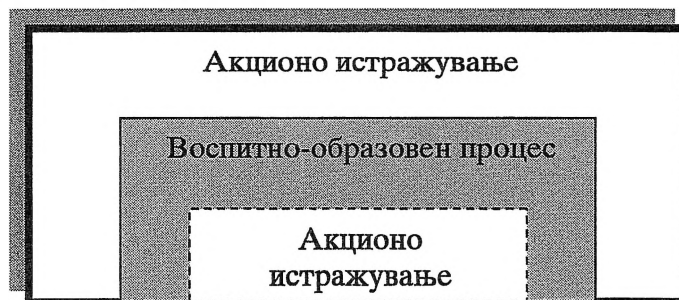 Акционо истражување
Воспитно-образовен процес
Акционо
истражување